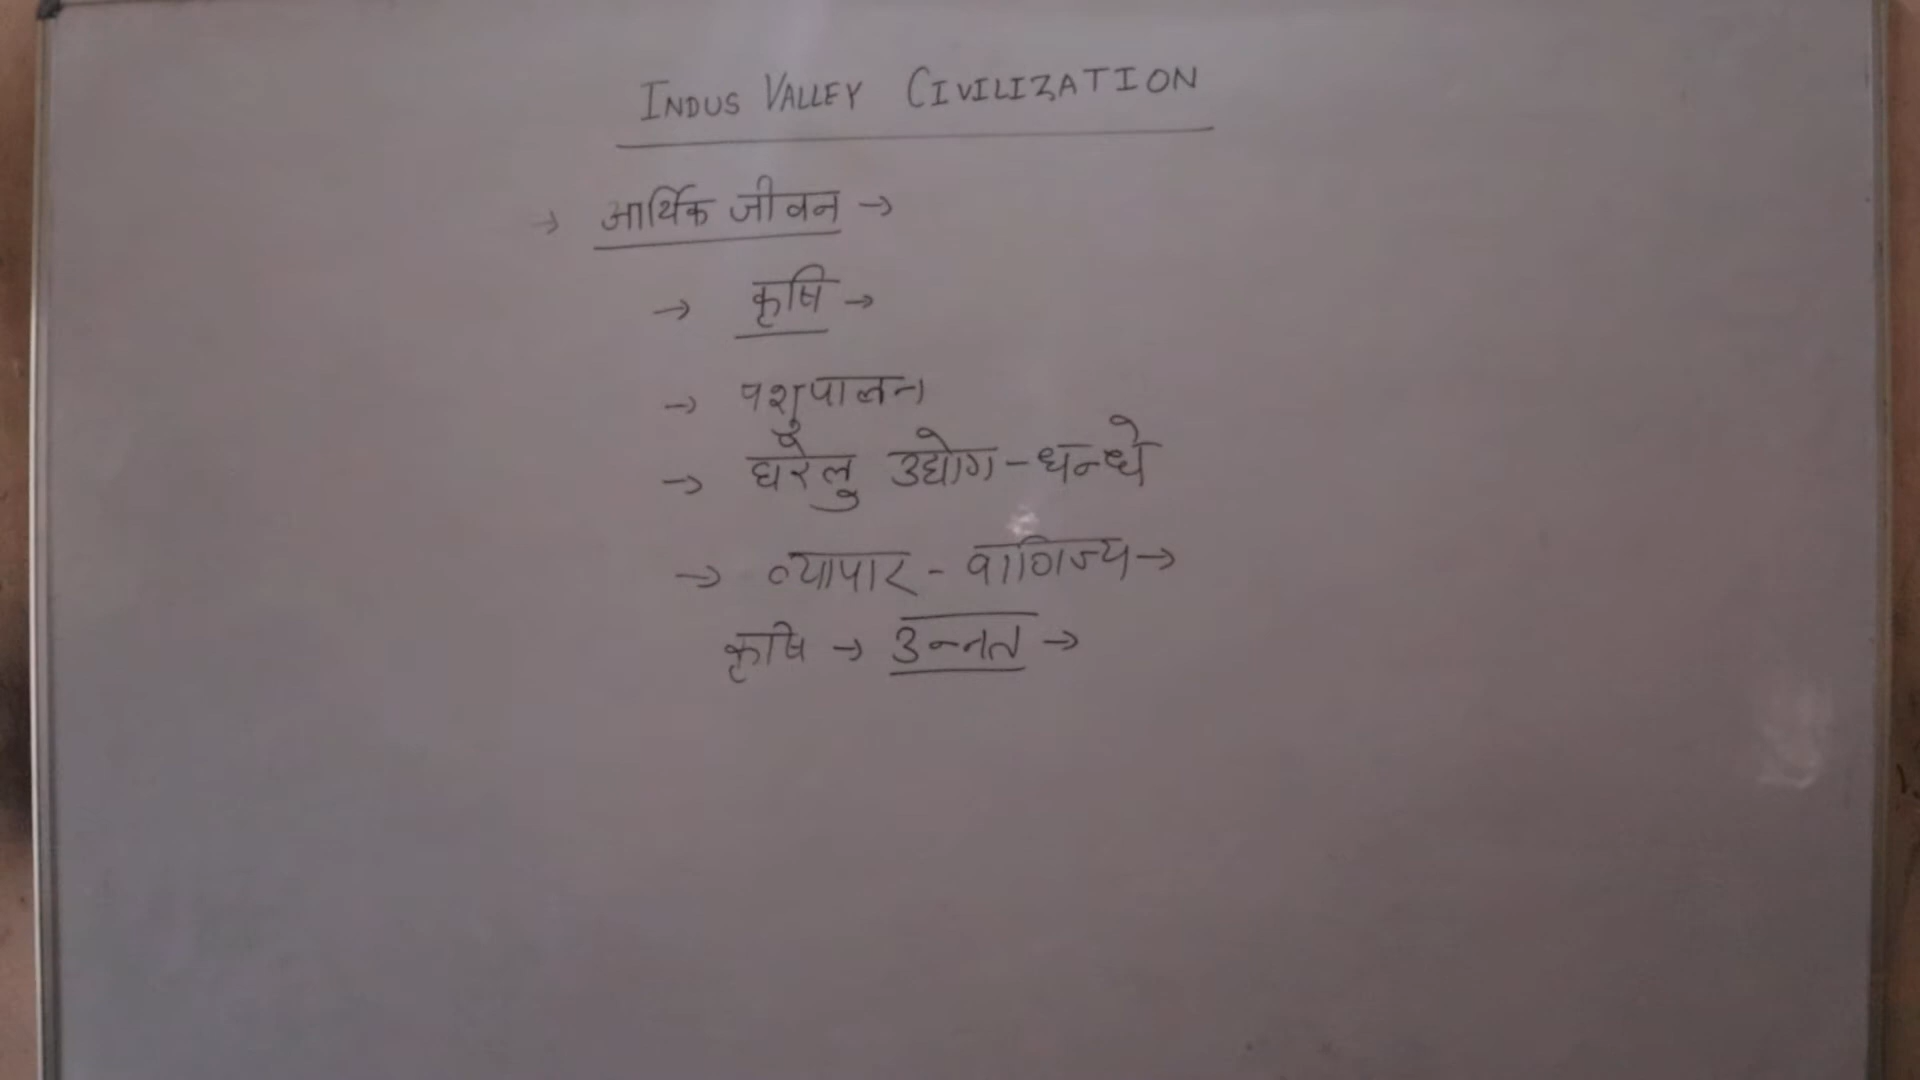 INDUS VALLEY CIVILIZATION
→ आर्थिक जीवन →
→ कृषि →
→ पशुपालन
→ घरेलु उद्योग - धन्धे
→ व्यापार - वाणिज्य →
कृषि → उन्नत →